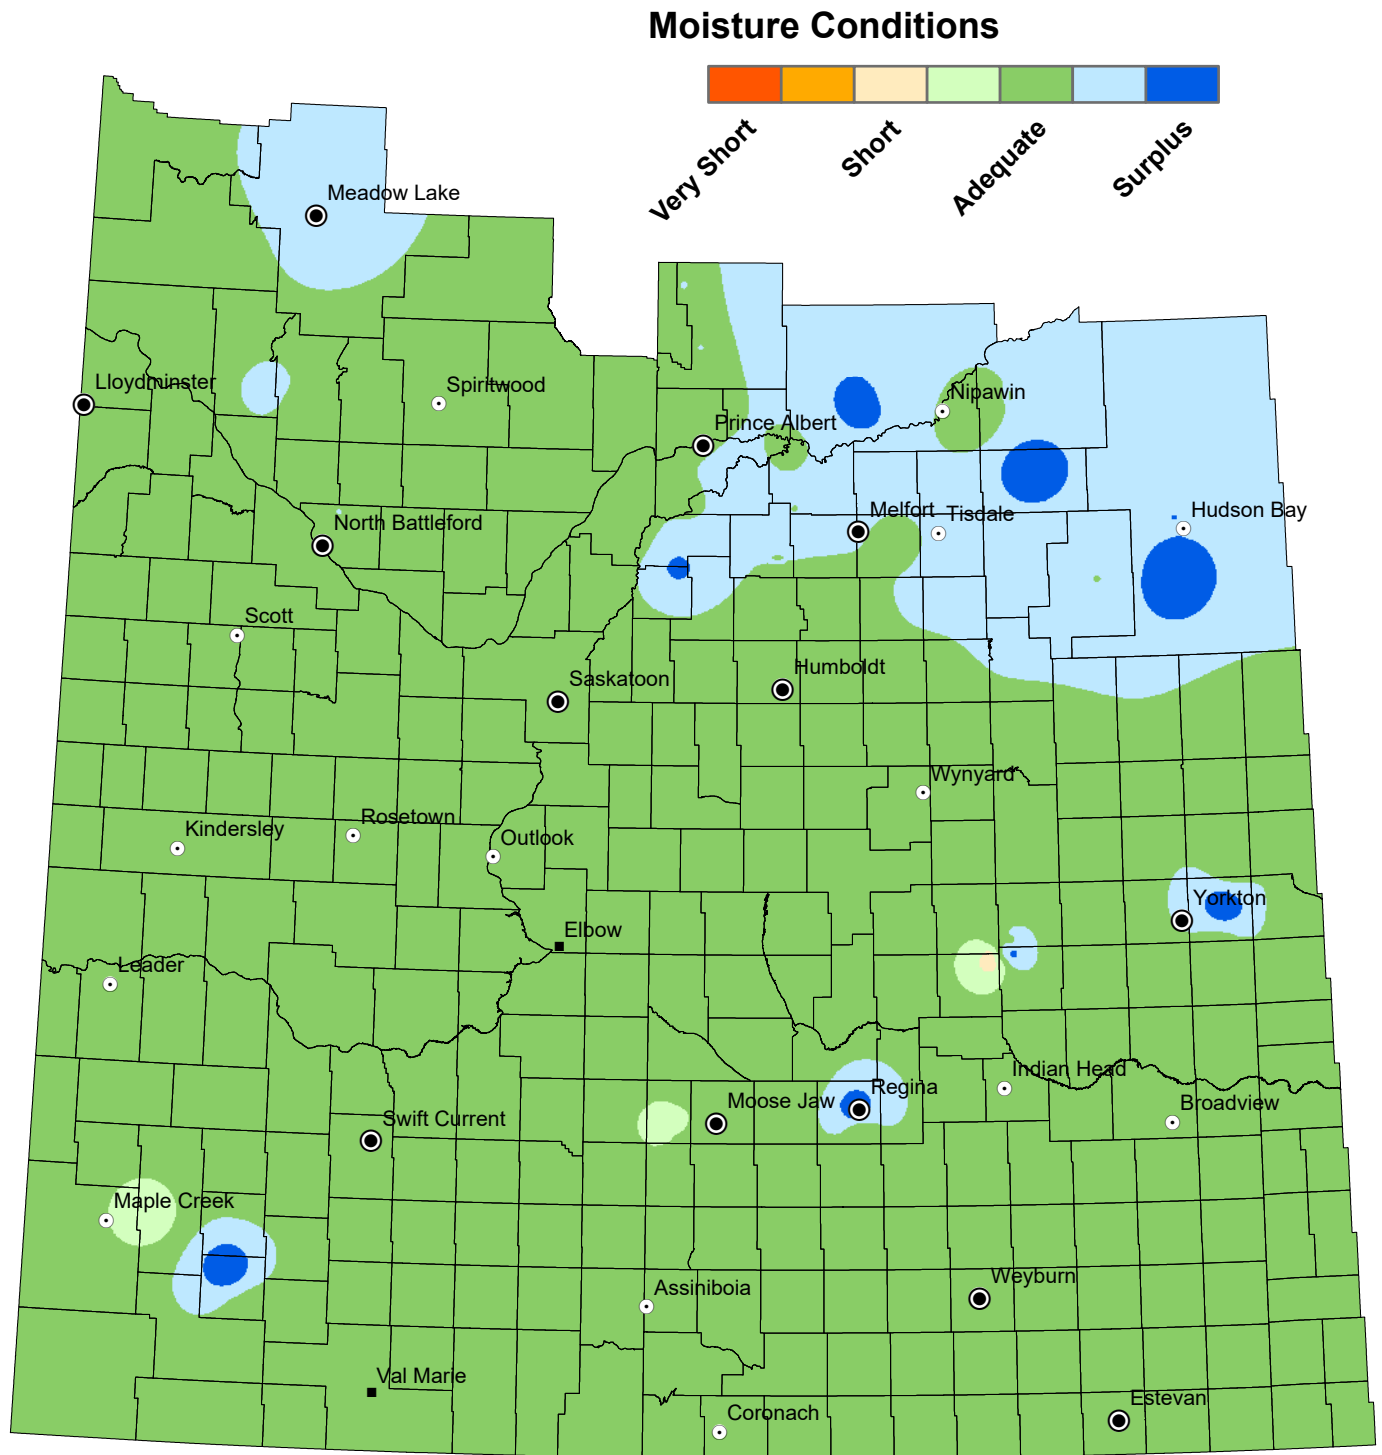 Moisture Conditions
Very Short
Short
Adequate
Surplus
Meadow Lake
Lloydminster
Spiritwood
Nipawin
Prince Albert
North Battleford
Melfort
Tisdale
Hudson Bay
Scott
Saskatoon
Humboldt
Wynyard
Kindersley
Rosetown
Outlook
Yorkton
Elbow
Leader
Indian Head
Regina
Moose Jaw
Broadview
Swift Current
Maple Creek
Assiniboia
Weyburn
Val Marie
Coronach
Estevan